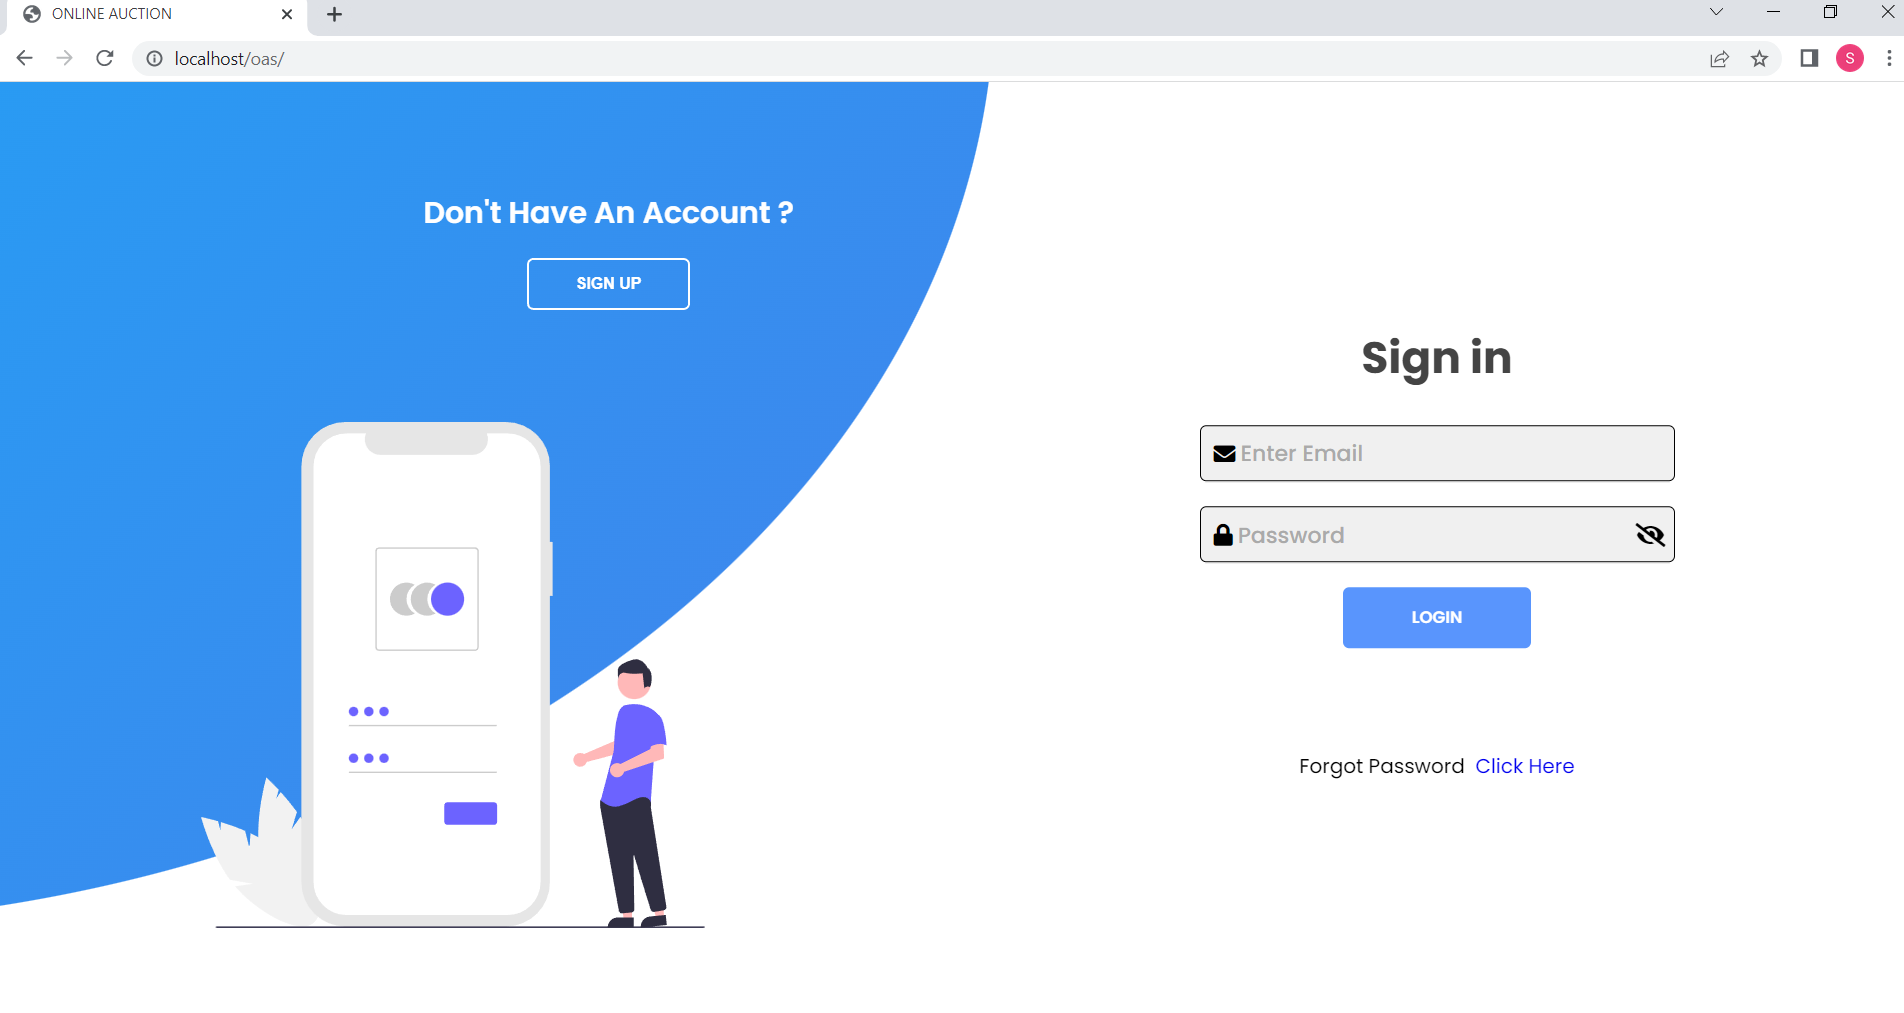 ONLINE AUCTION
localhost/oas/
S
Don't Have An Account ?
SIGN UP
Sign in
Enter Email
Password
LOGIN
Forgot Password Click Here